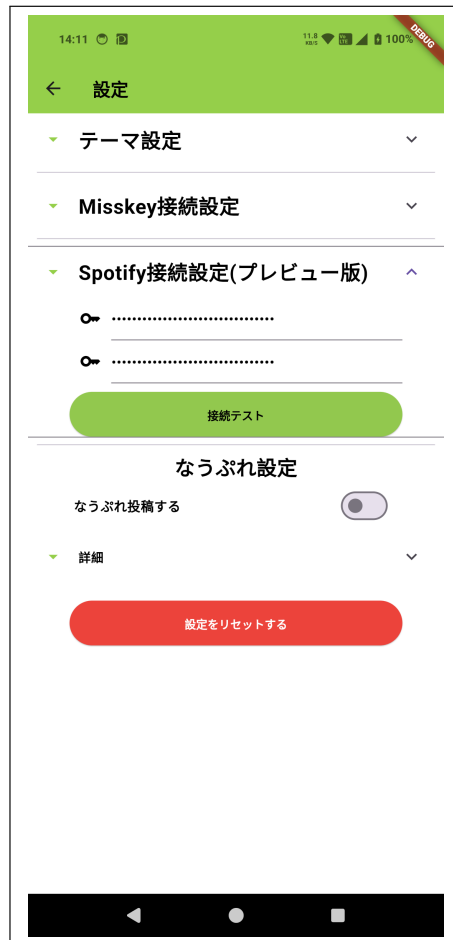 14:11
11.8 KB/S
100%
DEBUG
設定
テーマ設定
Misskey接続設定
Spotify接続設定(プレビュー版)
................................
................................
接続テスト
なうぷれ設定
なうぷれ投稿する
詳細
設定をリセットする